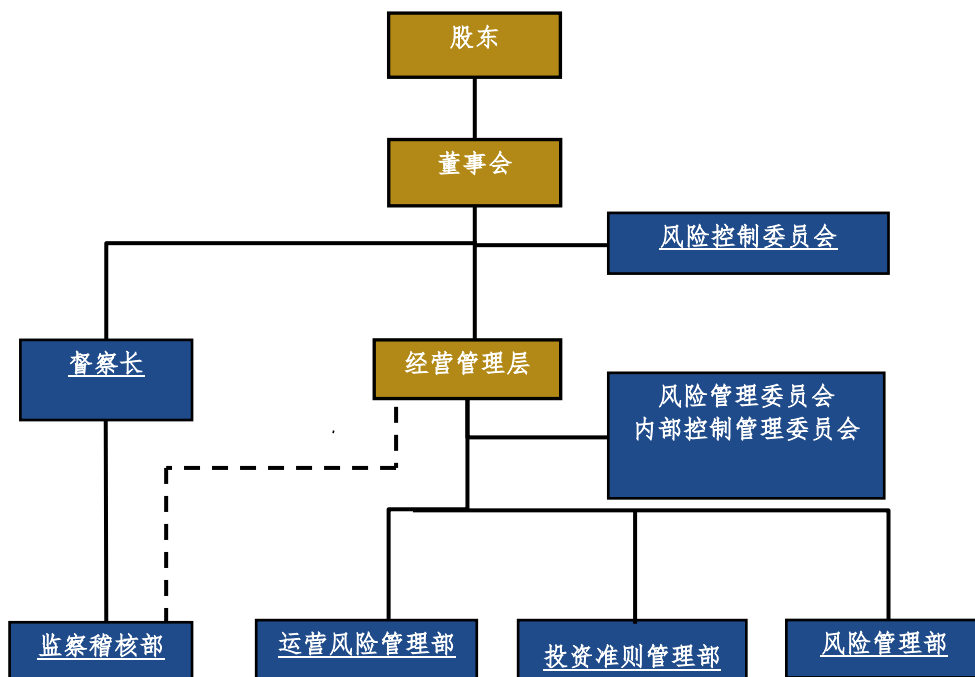 股东
董事会
风险控制委员会
督察长
经营管理层
风险管理委员会
内部控制管理委员会
监察稽核部
运营风险管理部
投资准则管理部
风险管理部